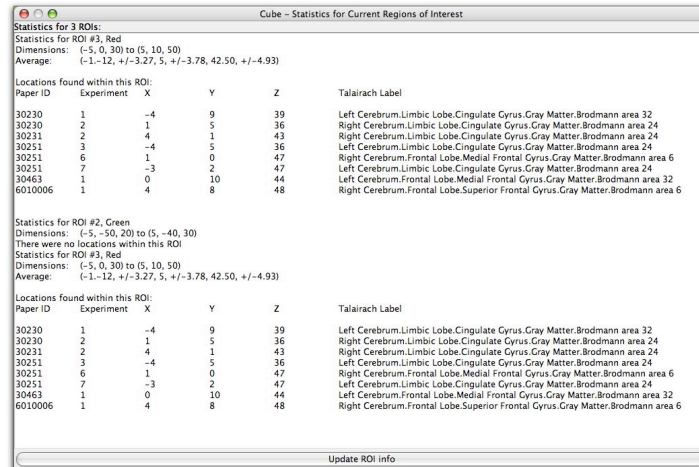 Cube – Statistics for Current Regions of Interest
Statistics for 3 ROIs:
Statistics for ROI #3, Red
Dimensions: (-5, 0, 30) to (5, 10, 50)
Average: (-1.-12, +/-3.27, 5, +/-3.78, 42.50, +/-4.93)
Locations found within this ROI:
Paper ID Experiment X Y Z Talairach Label
30230 1 -4 9 39 Left Cerebrum.Limbic Lobe.Cingulate Gyrus.Gray Matter.Brodmann area 32
30230 2 1 5 36 Right Cerebrum.Limbic Lobe.Cingulate Gyrus.Gray Matter.Brodmann area 24
30231 2 4 1 43 Right Cerebrum.Limbic Lobe.Cingulate Gyrus.Gray Matter.Brodmann area 24
30251 3 -4 5 36 Left Cerebrum.Limbic Lobe.Cingulate Gyrus.Gray Matter.Brodmann area 24
30251 6 1 0 47 Right Cerebrum.Frontal Lobe.Medial Frontal Gyrus.Gray Matter.Brodmann area 6
30251 7 -3 2 47 Left Cerebrum.Limbic Lobe.Cingulate Gyrus.Gray Matter.Brodmann area 24
30463 1 0 10 44 Left Cerebrum.Frontal Lobe.Medial Frontal Gyrus.Gray Matter.Brodmann area 32
6010006 1 4 8 48 Right Cerebrum.Frontal Lobe.Superior Frontal Gyrus.Gray Matter.Brodmann area 6
Statistics for ROI #2, Green
Dimensions: (-5, -50, 20) to (5, -40, 30)
There were no locations within this ROI
Statistics for ROI #3, Red
Dimensions: (-5, 0, 30) to (5, 10, 50)
Average: (-1.-12, +/-3.27, 5, +/-3.78, 42.50, +/-4.93)
Locations found within this ROI:
Paper ID Experiment X Y Z Talairach Label
30230 1 -4 9 39 Left Cerebrum.Limbic Lobe.Cingulate Gyrus.Gray Matter.Brodmann area 32
30230 2 1 5 36 Right Cerebrum.Limbic Lobe.Cingulate Gyrus.Gray Matter.Brodmann area 24
30231 2 4 1 43 Right Cerebrum.Limbic Lobe.Cingulate Gyrus.Gray Matter.Brodmann area 24
30251 3 -4 5 36 Left Cerebrum.Limbic Lobe.Cingulate Gyrus.Gray Matter.Brodmann area 24
30251 6 1 0 47 Right Cerebrum.Frontal Lobe.Medial Frontal Gyrus.Gray Matter.Brodmann area 6
30251 7 -3 2 47 Left Cerebrum.Limbic Lobe.Cingulate Gyrus.Gray Matter.Brodmann area 24
30463 1 0 10 44 Left Cerebrum.Frontal Lobe.Medial Frontal Gyrus.Gray Matter.Brodmann area 32
6010006 1 4 8 48 Right Cerebrum.Frontal Lobe.Superior Frontal Gyrus.Gray Matter.Brodmann area 6
Update ROI info